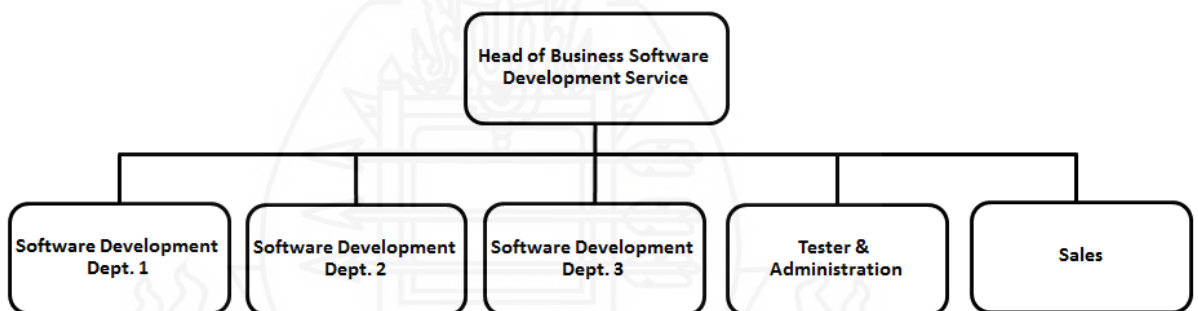 Head of Business Software
Development Service
Software Development
Dept. 1
Software Development
Dept. 2
Software Development
Dept. 3
Tester &
Administration
Sales